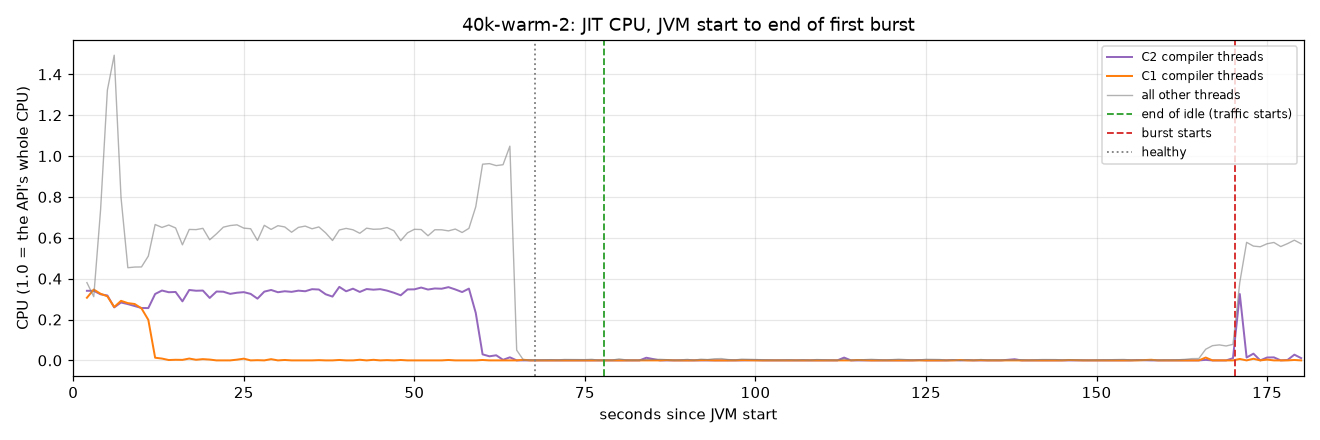 40k-warm-2: JIT CPU, JVM start to end of first burst
CPU (1.0 = the API's whole CPU)
1.4
1.2
1.0
0.8
0.6
0.4
0.2
0.0
C2 compiler threads
C1 compiler threads
all other threads
end of idle (traffic starts)
burst starts
healthy
0 25 50 75 100 125 150 175
seconds since JVM start